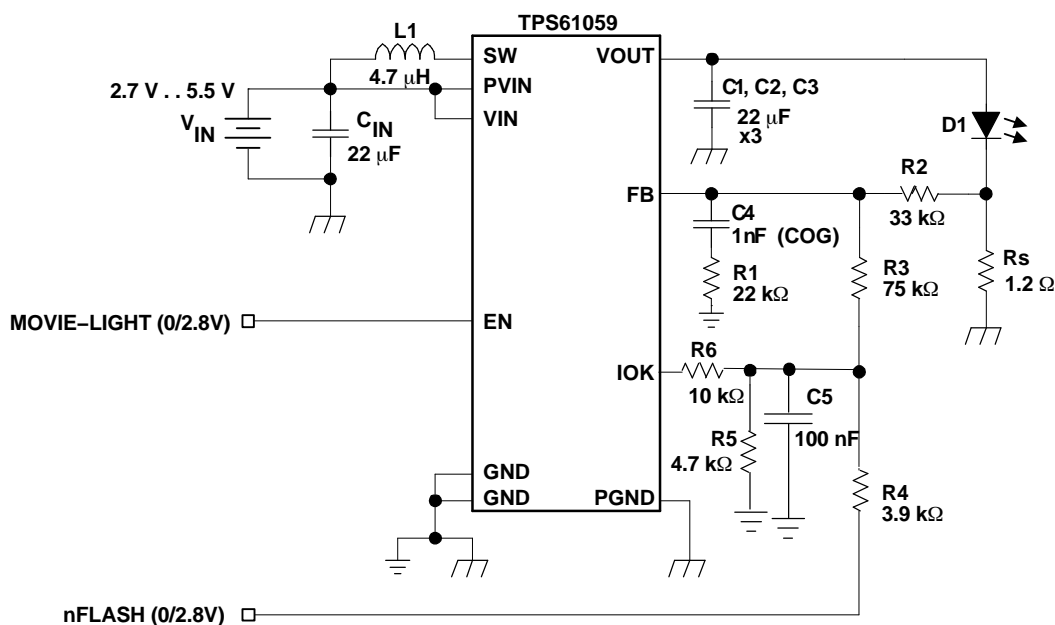 TPS61059
L1
4.7 μH
SW
PVIN
VIN
VOUT
2.7 V . . 5.5 V
VIN
CIN
22 μF
C1, C2, C3
22 μF
x3
D1
R2
33 kΩ
FB
C4
1nF (COG)
R1
22 kΩ
R3
75 kΩ
Rs
1.2 Ω
MOVIE–LIGHT (0/2.8V)
EN
IOK
R6
10 kΩ
C5
100 nF
R5
4.7 kΩ
GND
GND
PGND
R4
3.9 kΩ
nFLASH (0/2.8V)